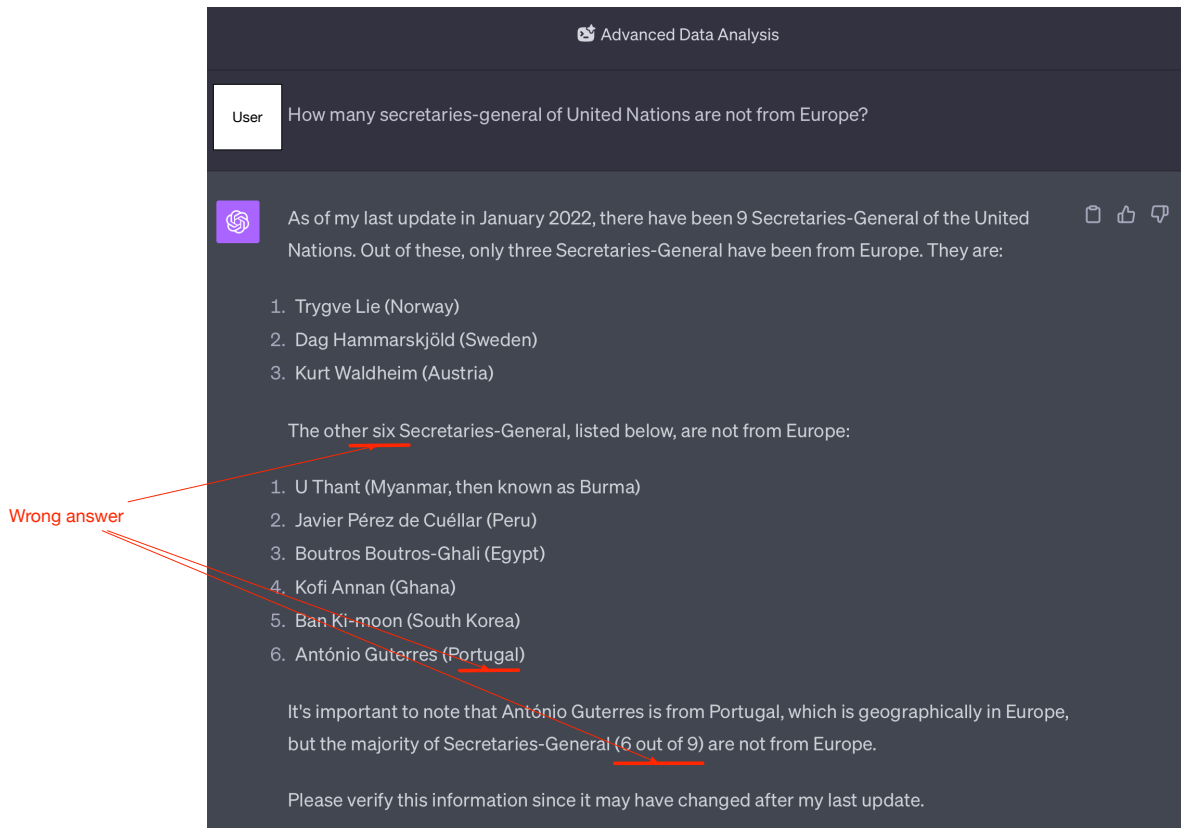 Advanced Data Analysis
User
How many secretaries-general of United Nations are not from Europe?
As of my last update in January 2022, there have been 9 Secretaries-General of the United
Nations. Out of these, only three Secretaries-General have been from Europe. They are:
1. Trygve Lie (Norway)
2. Dag Hammarskjöld (Sweden)
3. Kurt Waldheim (Austria)
The other six Secretaries-General, listed below, are not from Europe:
1. U Thant (Myanmar, then known as Burma)
Wrong answer
2. Javier Pérez de Cuéllar (Peru)
3. Boutros Boutros-Ghali (Egypt)
4. Kofi Annan (Ghana)
5. Ban Ki-moon (South Korea)
6. António Guterres (Portugal)
It's important to note that António Guterres is from Portugal, which is geographically in Europe,
but the majority of Secretaries-General (6 out of 9) are not from Europe.
Please verify this information since it may have changed after my last update.